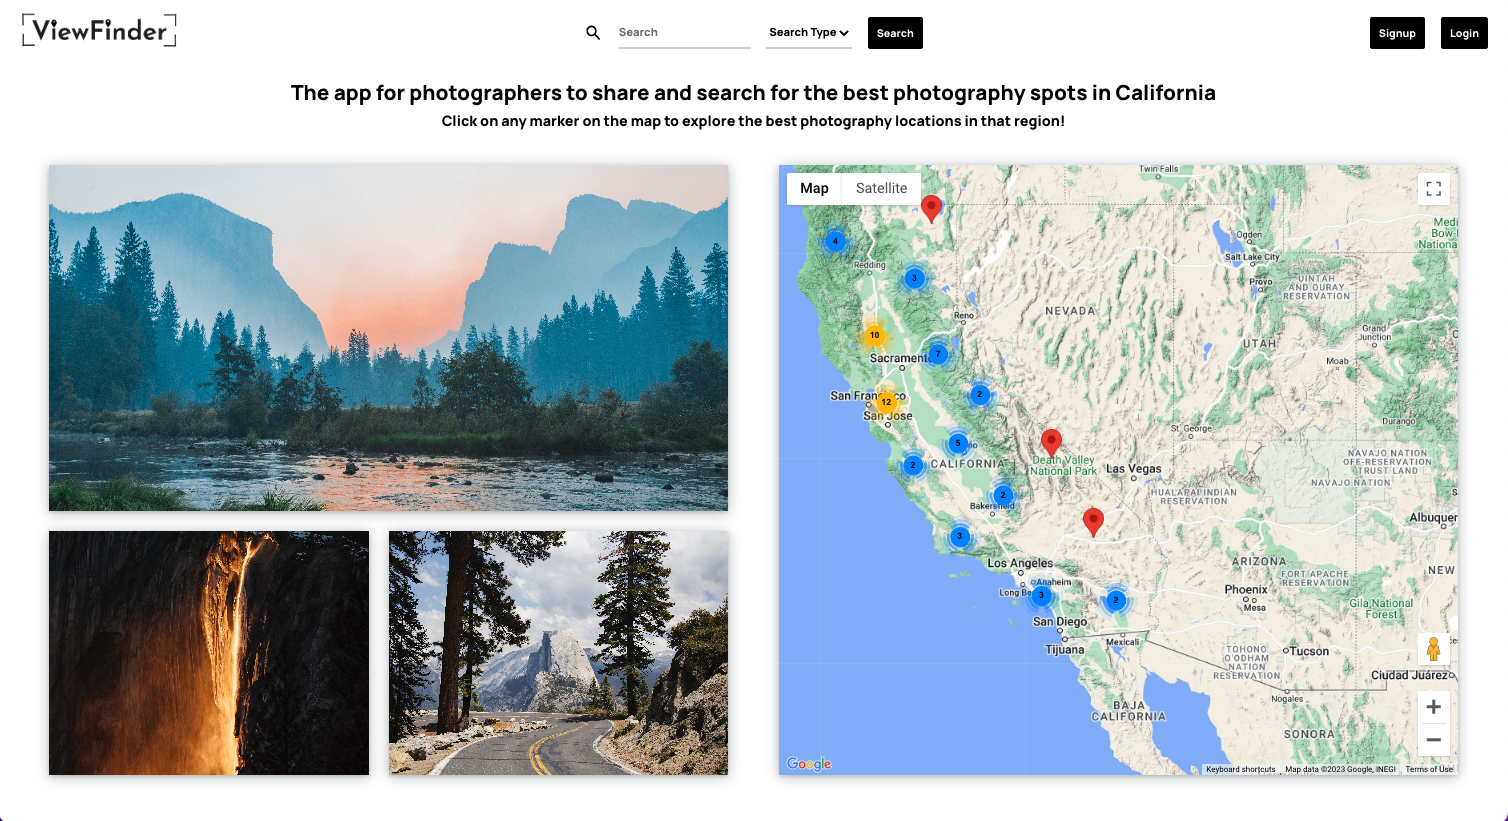 ViewFinder
Search
Search Type
Search
Signup
Login
The app for photographers to share and search for the best photography spots in California
Click on any marker on the map to explore the best photography locations in that region!
Map
Satellite
Twin Falls
4
Redding
3
Ogden
Salt Lake City
Provo
UINTAH
AND OURAY
RESERVATION
Medi
Bow-
National
Reno
NEVADA
10
Sacrament
7
UTAH
Grand
Junction
Moab
2
San Fran
12
San Jose
5
St. George
Durango
2
CALIFORNIA
Death Valley
National Park
Las Vegas
NAVAJO NATION
OFF-RESERVATION
TRUST LAND
NAVAJO NATION
2
Bakersfield
HUALAPAI INDIAN
RESERVATION
Albuquer
3
Los Angeles
Anaheim
Long Be
3
2
ARIZONA
FORT APACHE
RESERVATION
NEW
Phoenix
Mesa
Gila National
Forest
San Diego
Tijuana
Mexicali
TOHONO
O'ODHAM
NATION
RESERVATION
Tucson
Ciudad Juárez
Nogales
BAJA
CALIFORNIA
SONORA
Google
Keyboard shortcuts
Map data ©2023 Google, INEGI
Terms of Use